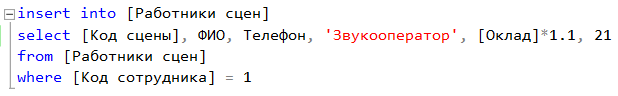 insert into [Работники сцен]
select [Код сцены], ФИО, Телефон, 'Звукооператор', [Оклад]*1.1, 21
from [Работники сцен]
where [Код сотрудника] = 1